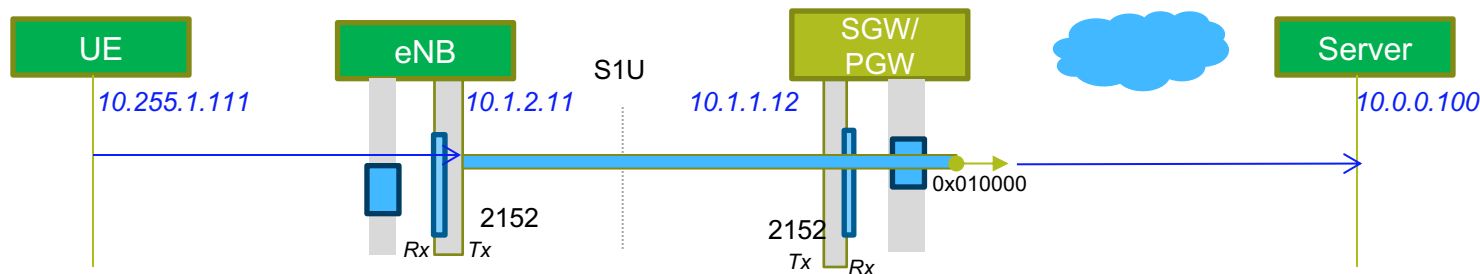 UE
eNB
S1U
SGW/
PGW
Server
10.255.1.111
10.1.2.11
10.1.1.12
10.0.0.100
0x010000
2152
2152
Rx
Tx
Tx
Rx